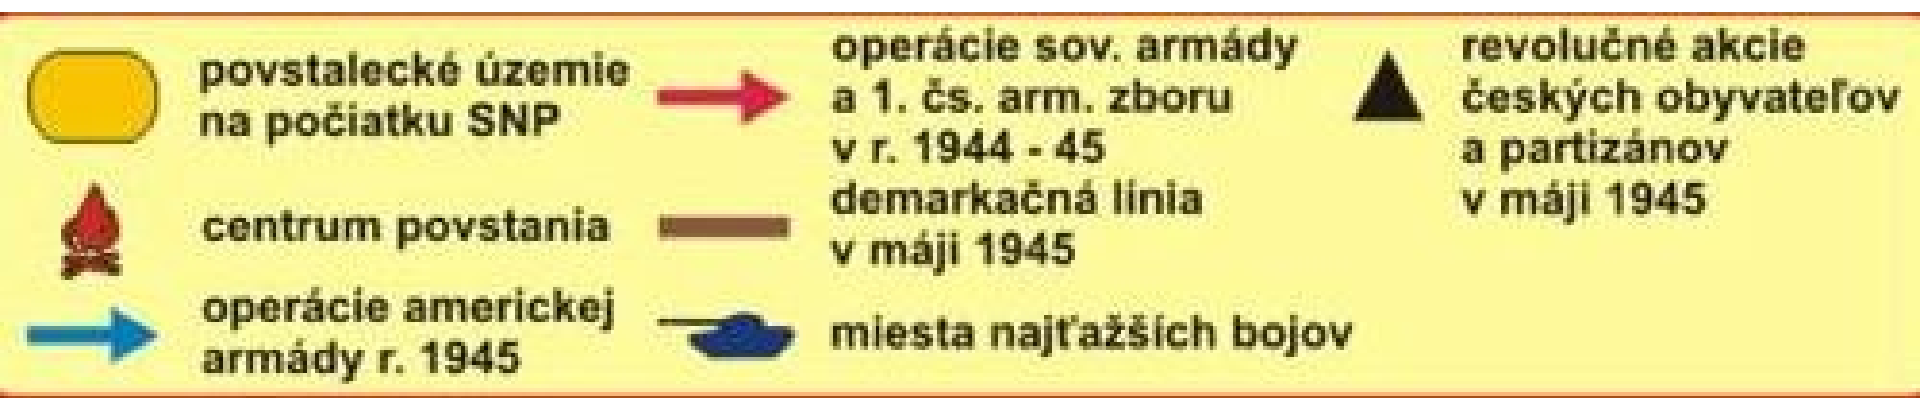 povstalecké územie
na počiatku SNP
centrum povstania
operácie americkej
armády r. 1945
operácie sov. armády
a 1. čs. arm. zboru
v r. 1944 - 45
demarkačná línia
v máji 1945
miesta najťažších bojov
revolučné akcie
českých obyvateľov
a partizánov
v máji 1945